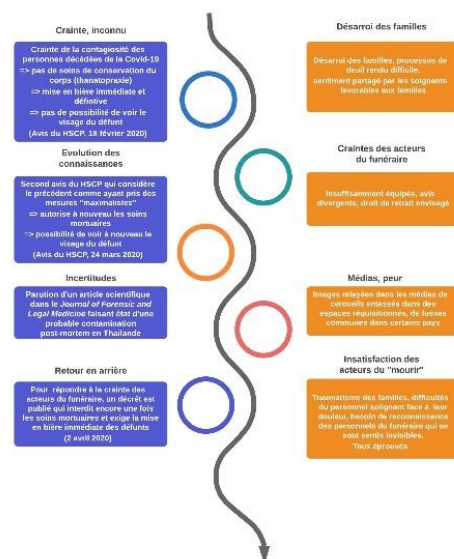 Crainte, inconnu
Crainte de la contagiosité des
personnes décédées de la Covid-19
=> pas de soins de conservation du
corps (thanatopraxie)
=> mise en bière immédiate et
définitive
=> pas de possibilité de voir le
visage du défunt
(Avis du HSCP, 18 février 2020)
Evolution des
connaissances
Second avis du HSCP qui considère
le précédent comme ayant pris des
mesures "maximalistes"
=> autorise à nouveau les soins
mortuaires
=>possibilité de voir à nouveau le
visage du défunt
(Avis du HSCP, 24 mars 2020)
Incertitudes
Parution d'un article scientifique
dans le Journal of Forensic and
Legal Medicine faisant état d'une
probable contamination
post-mortem en Thaïlande
Retour en arrière
Pour répondre à la crainte des
acteurs du funéraire, un décret est
publié qui interdit encore une fois
les soins mortuaires et exige la mise
en bière immédiate des défunts
(2 avril 2020)
Désarroi des familles
Désarroi des familles, processus de
deuil rendu difficile,
sentiment partagé par les soignants
favorables aux familles
Craintes des acteurs
du funéraire
Insuffisamment équipés, avis
divergents, droit de retrait envisagé
Médias, peur
Images relayées dans les médias de
cercueils entassés dans des
espaces réquisitionnés, de fosses
communes dans certains pays
Insatisfaction des
acteurs du "mourir"
Traumatisme des familles, difficultés
du personnel soignant face à leur
douleur, besoin de reconnaissance
des personnels du funéraire qui se
sont sentis invisibles.
Tous éprouvés